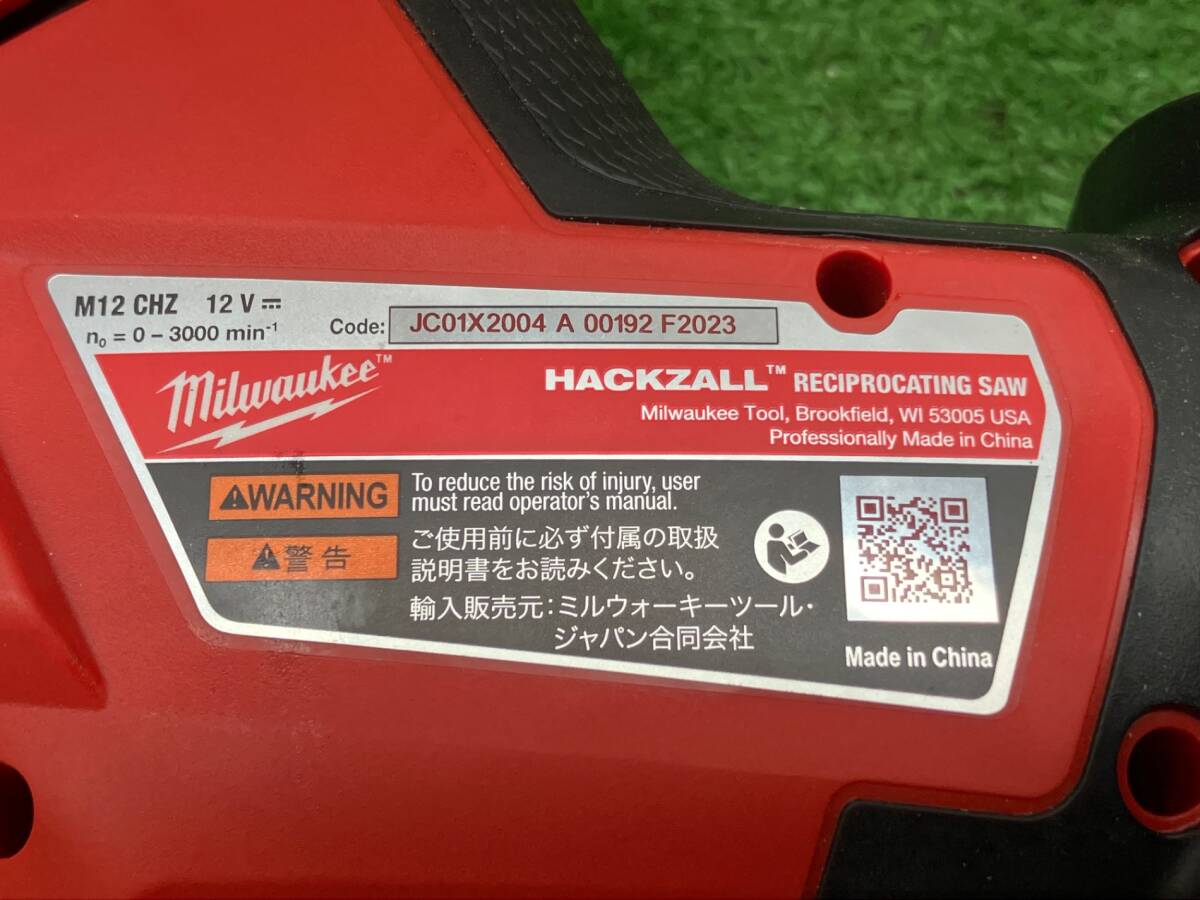 M12 CHZ 12 V ⎓
n₀ = 0 – 3000 min⁻¹
Code: JC01X2004 A 00192 F2023
Milwaukee™
HACKZALL™ RECIPROCATING SAW
Milwaukee Tool, Brookfield, WI 53005 USA
Professionally Made in China
⚠WARNING
To reduce the risk of injury, user
must read operator's manual.
⚠警告
ご使用前に必ず付属の取扱
説明書をお読みください。
輸入販売元:ミルウォーキーツール・
ジャパン合同会社
Made in China